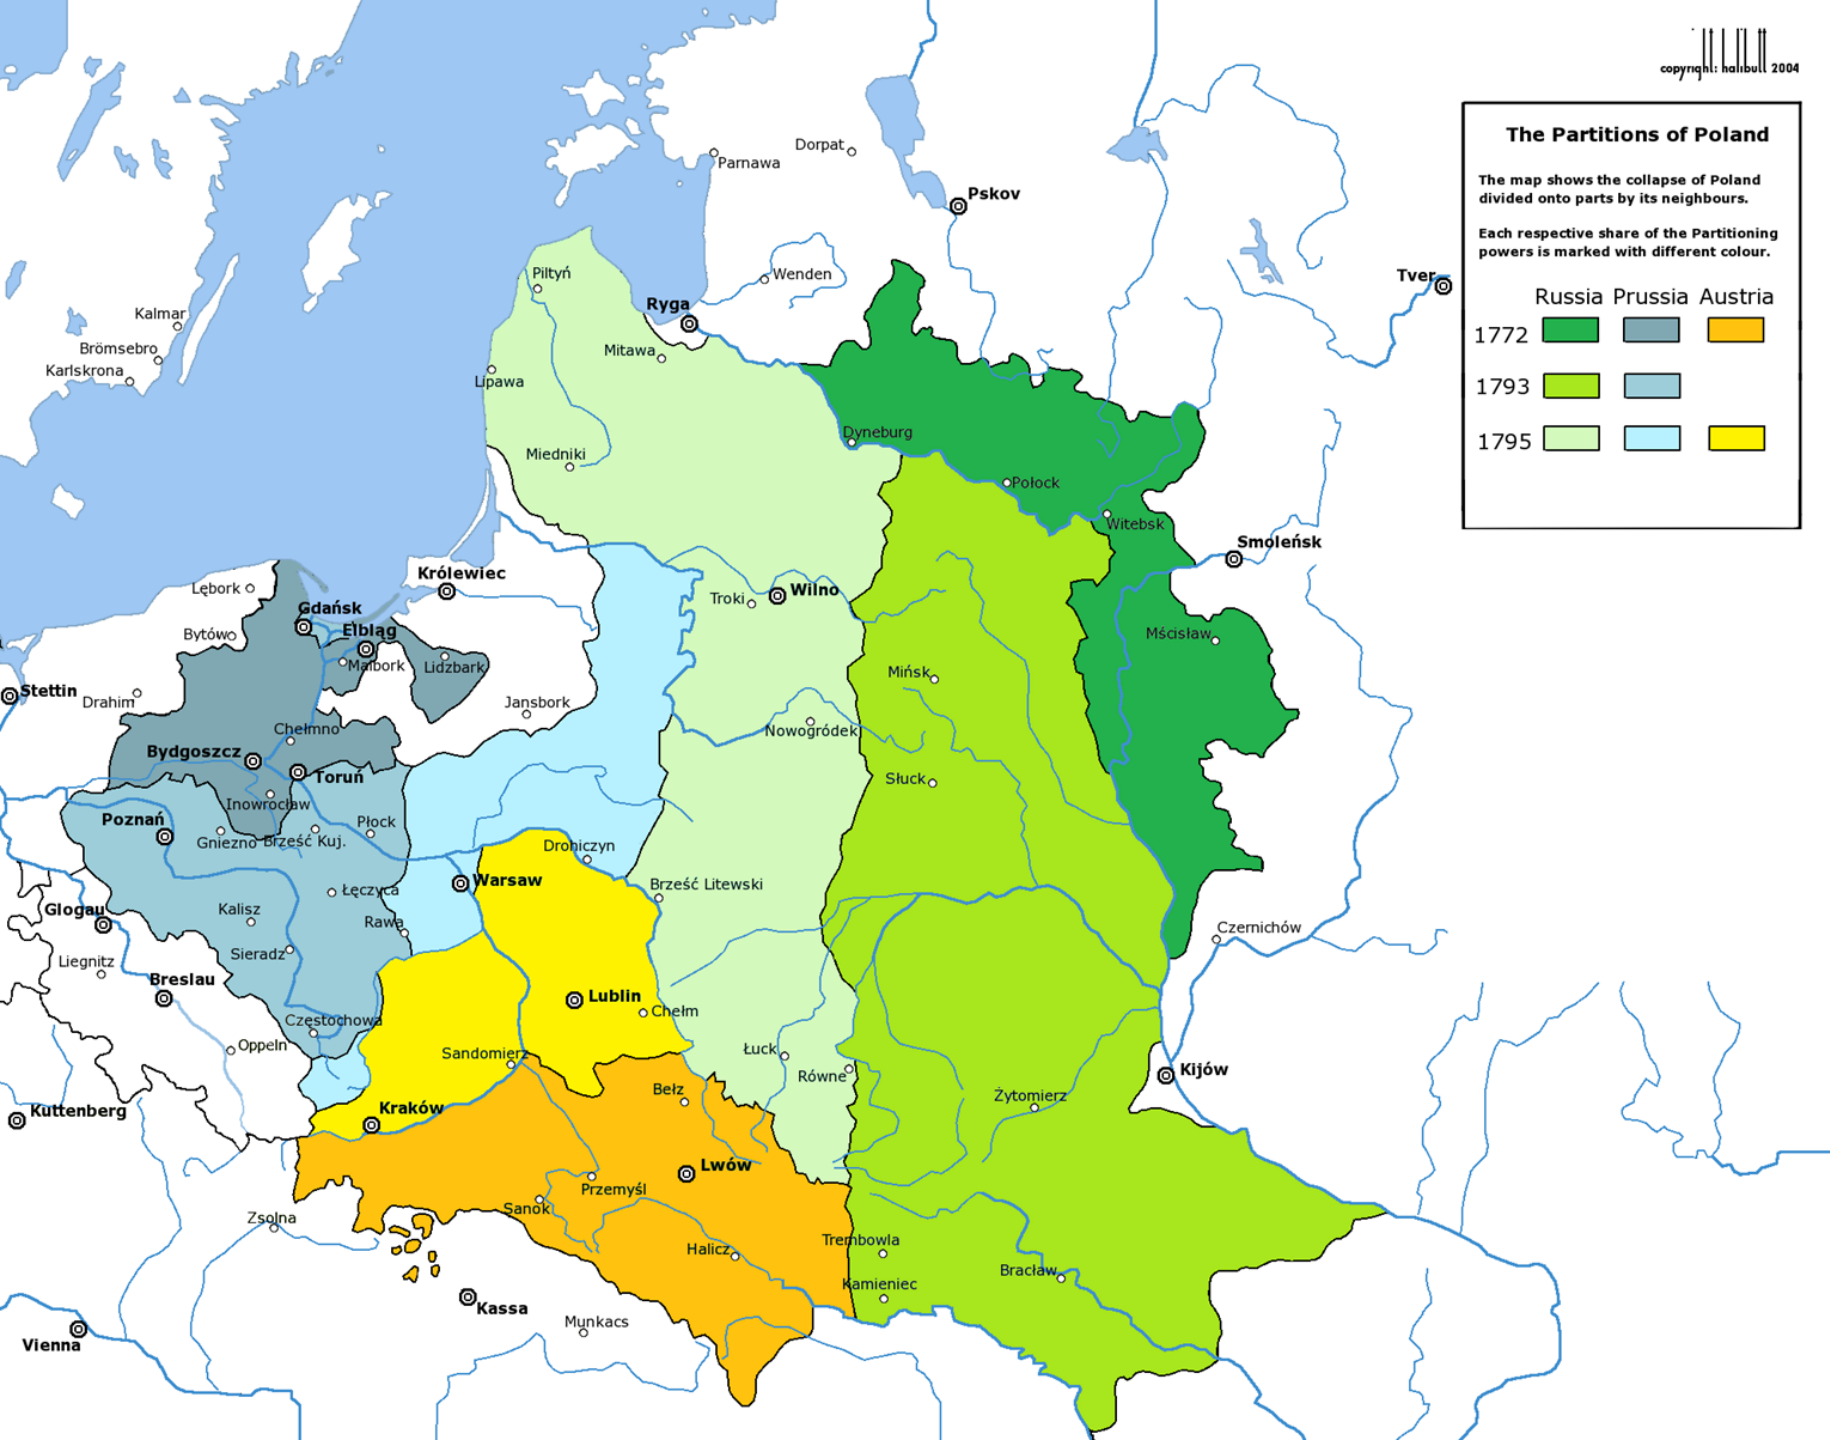 copyright: halibutt 2004
The Partitions of Poland
The map shows the collapse of Poland
divided onto parts by its neighbours.
Each respective share of the Partitioning
powers is marked with different colour.
Russia Prussia Austria
1772
1793
1795
Parnawa
Dorpat
Pskov
Tver
Piltyń
Wenden
Ryga
Kalmar
Brömsebro
Karlskrona
Mitawa
Lipawa
Dyneburg
Miedniki
Połock
Witebsk
Smoleńsk
Królewiec
Lębork
Gdańsk
Elbląg
Bytów
Malbork
Lidzbark
Troki
Wilno
Mścisław
Stettin
Drahim
Jansbork
Mińsk
Chełmno
Nowogródek
Bydgoszcz
Toruń
Słuck
Inowrocław
Poznań
Płock
Gniezno
Brześć Kuj.
Drohiczyn
Warsaw
Brześć Litewski
Łęczyca
Glogau
Kalisz
Rawa
Czernichów
Sieradz
Liegnitz
Breslau
Lublin
Chełm
Częstochowa
Oppeln
Sandomierz
Łuck
Równe
Kijów
Bełz
Żytomierz
Kuttenberg
Kraków
Lwów
Przemyśl
Sanok
Zsolna
Halicz
Trembowla
Kamieniec
Bracław
Kassa
Munkacs
Vienna